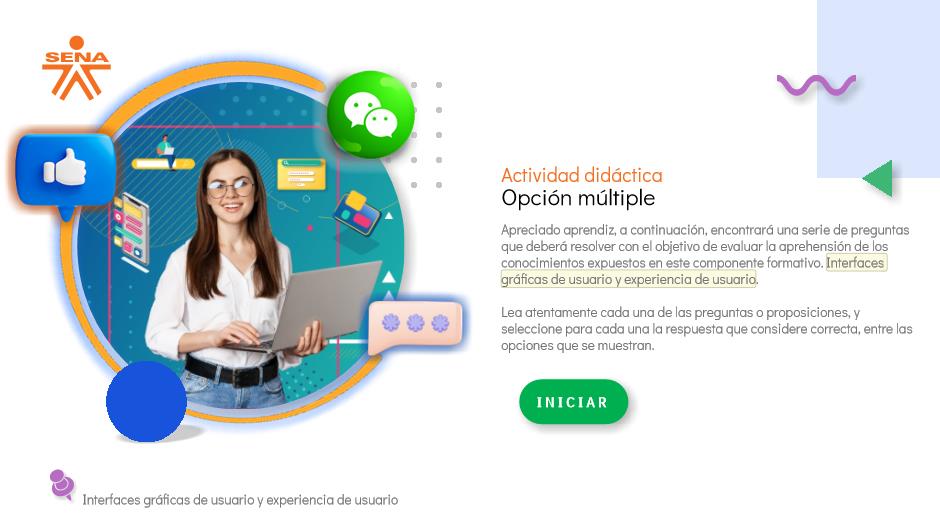 SENA
Actividad didáctica
Opción múltiple
Apreciado aprendiz, a continuación, encontrará una serie de preguntas
que deberá resolver con el objetivo de evaluar la aprehensión de los
conocimientos expuestos en este componente formativo. Interfaces
gráficas de usuario y experiencia de usuario.
Lea atentamente cada una de las preguntas o proposiciones, y
seleccione para cada una la respuesta que considere correcta, entre las
opciones que se muestran.
INICIAR
Interfaces gráficas de usuario y experiencia de usuario